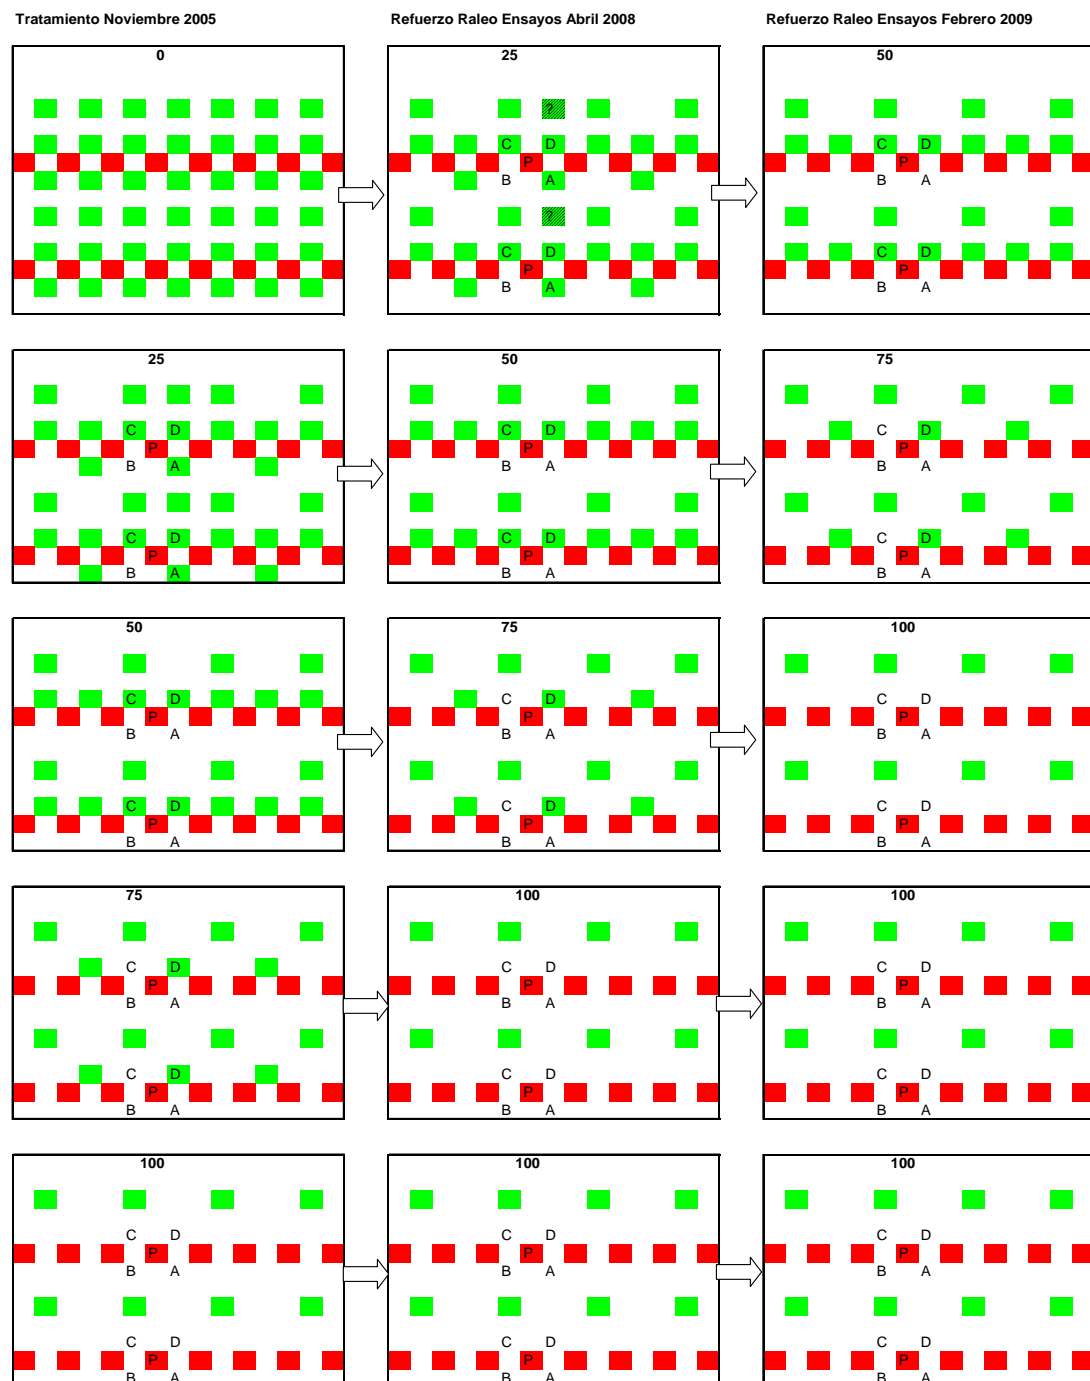 Tratamiento Noviembre 2005 Refuerzo Raleo Ensayos Abril 2008 Refuerzo Raleo Ensayos Febrero 2009
0 25 50
?
C D C D
P P
B A B A
?
C D C D
P P
B A B A
25 50 75
C D C D C D
P P P
B A B A B A
C D C D C D
P P P
B A B A B A
50 75 100
C D C D C D
P P P
B A B A B A
C D C D C D
P P P
B A B A B A
75 100 100
C D C D C D
P P P
B A B A B A
C D C D C D
P P P
B A B A B A
100 100 100
C D C D C D
P P P
B A B A B A
C D C D C D
P P P
B A B A B A